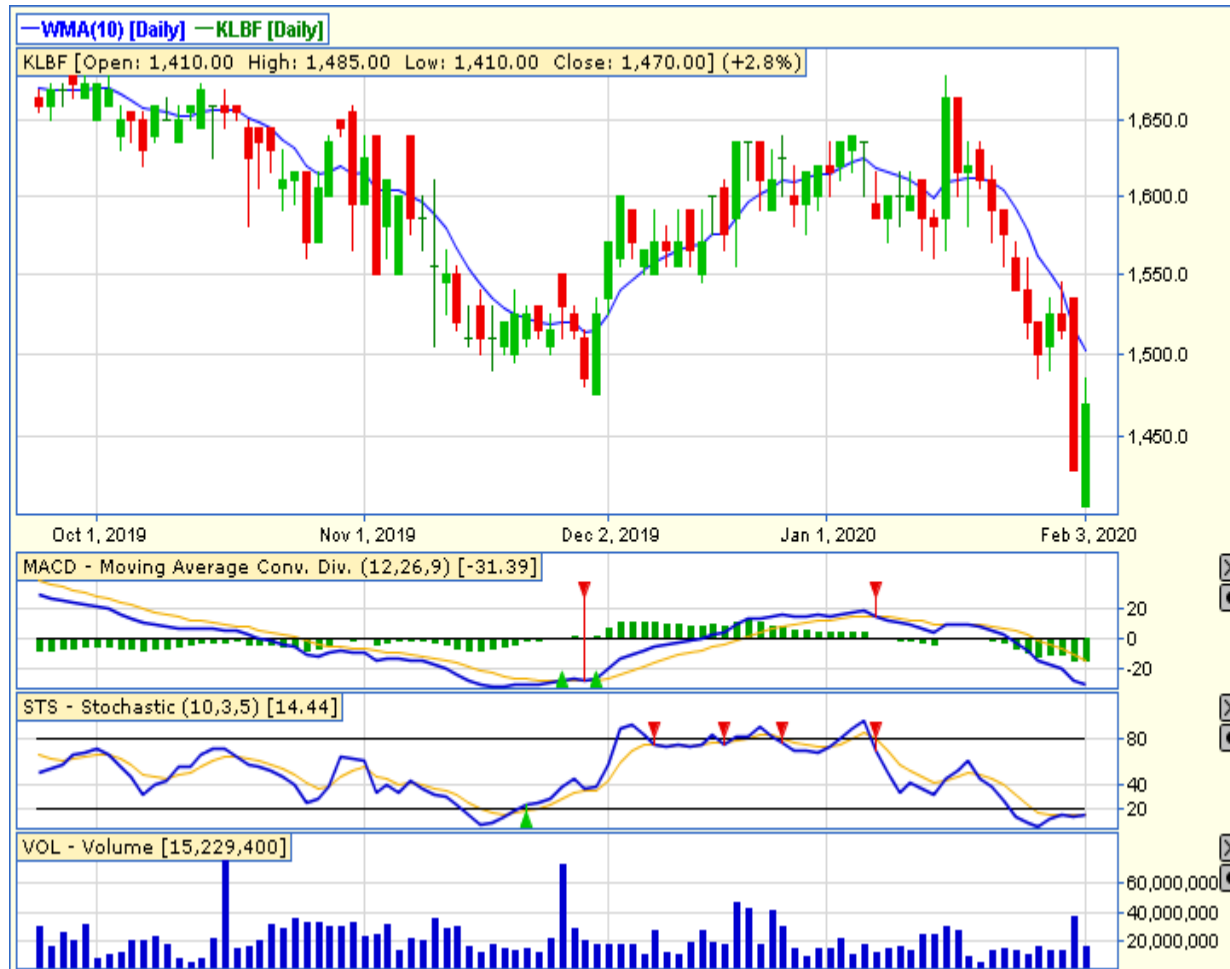 WMA(10) [Daily] KLBF [Daily]
KLBF [Open: 1,410.00 High: 1,485.00 Low: 1,410.00 Close: 1,470.00] (+2.8%)
1,650.0
1,600.0
1,550.0
1,500.0
1,450.0
Oct 1, 2019 Nov 1, 2019 Dec 2, 2019 Jan 1, 2020 Feb 3, 2020
MACD - Moving Average Conv. Div. (12,26,9) [-31.39]
20
0
-20
STS - Stochastic (10,3,5) [14.44]
80
40
20
VOL - Volume [15,229,400]
60,000,000
40,000,000
20,000,000